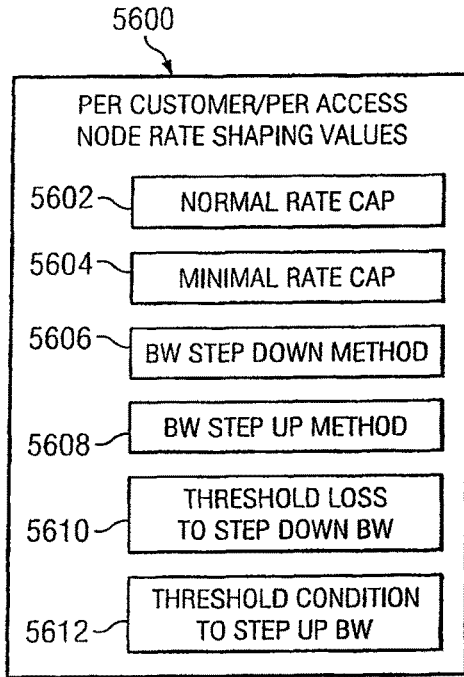 5600
PER CUSTOMER/PER ACCESS
NODE RATE SHAPING VALUES
5602
NORMAL RATE CAP
5604
MINIMAL RATE CAP
5606
BW STEP DOWN METHOD
5608
BW STEP UP METHOD
5610
THRESHOLD LOSS
TO STEP DOWN BW
5612
THRESHOLD CONDITION
TO STEP UP BW